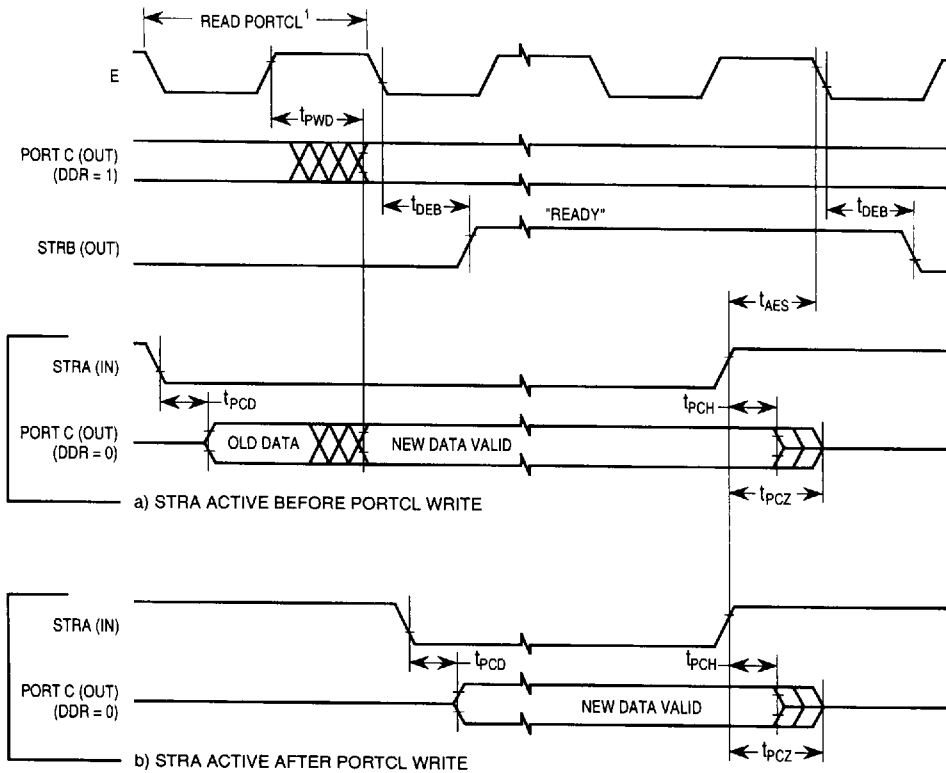 READ PORTCL¹
E
tPWD
PORT C (OUT)
(DDR = 1)
tDEB
"READY"
tDEB
STRB (OUT)
tAES
STRA (IN)
tPCD
tPCH
PORT C (OUT)
(DDR = 0)
OLD DATA
NEW DATA VALID
tPCZ
a) STRA ACTIVE BEFORE PORTCL WRITE
STRA (IN)
tPCD
tPCH
PORT C (OUT)
(DDR = 0)
NEW DATA VALID
tPCZ
b) STRA ACTIVE AFTER PORTCL WRITE